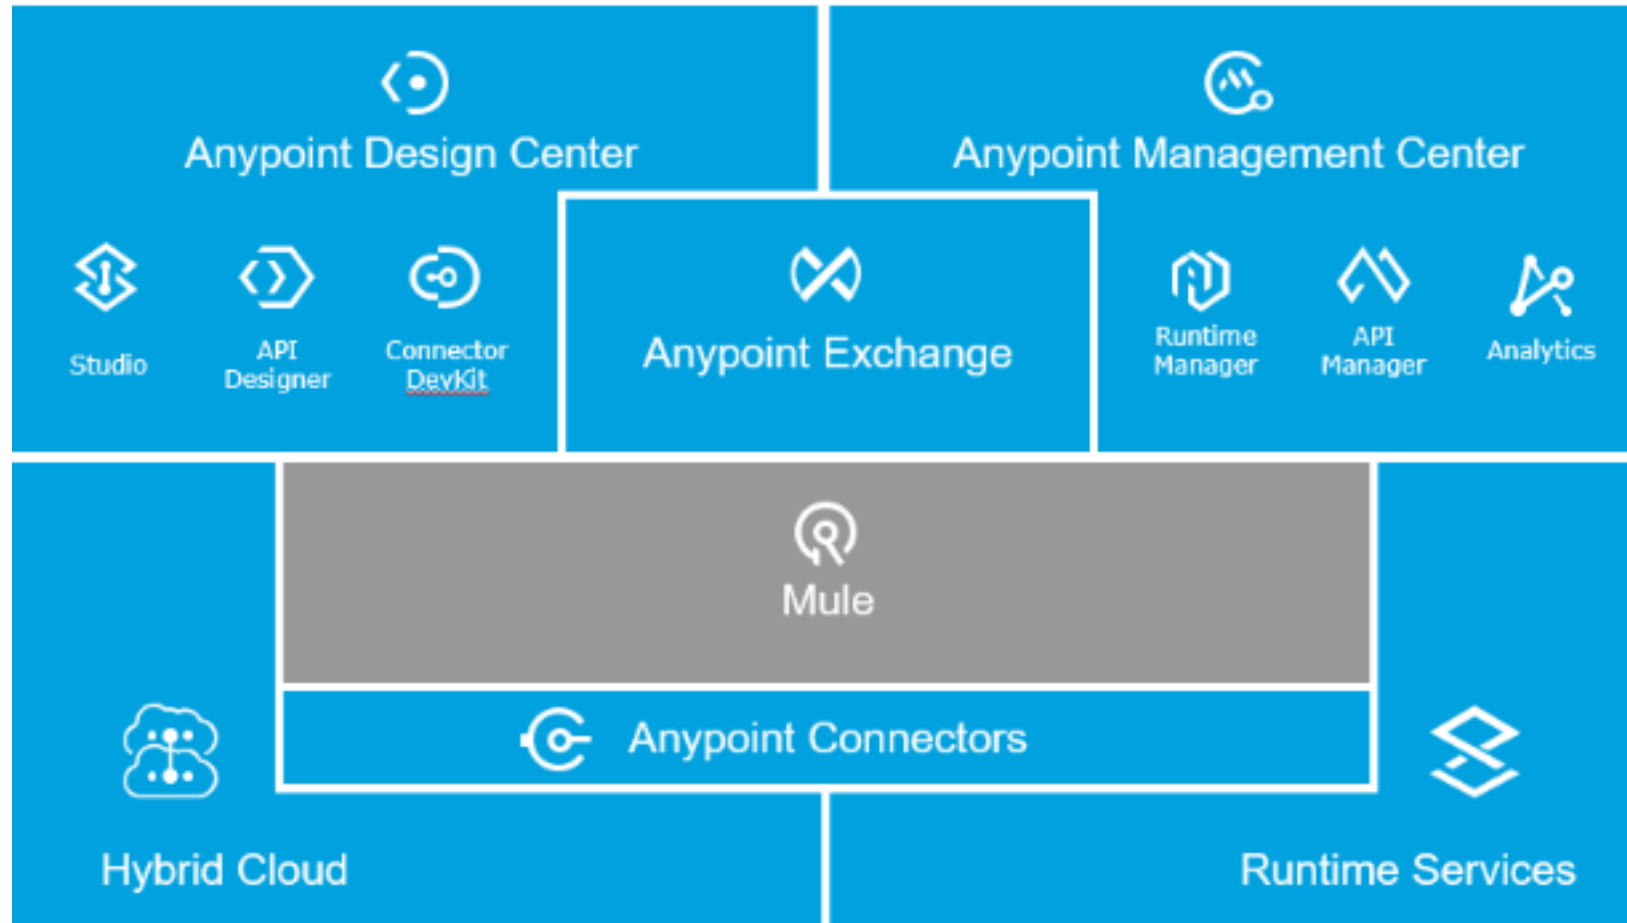 Anypoint Design Center
Anypoint Management Center
Studio
API
Designer
Connector
DevKit
Anypoint Exchange
Runtime
Manager
API
Manager
Analytics
Mule
Anypoint Connectors
Hybrid Cloud
Runtime Services